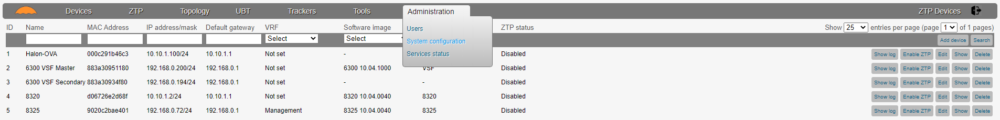 Devices ZTP Topology UBT Trackers Tools Administration ZTP Devices
Users
System configuration
Services status
ID Name MAC Address IP address/mask Default gateway VRF Software image ZTP status Show 25 entries per page (page 1 of 1 pages)
Select Select
Add device Search
1 Halon-OVA 000c291b46c3 10.10.1.100/24 10.10.1.1 Not set - Disabled Show log Enable ZTP Edit Show Delete
2 6300 VSF Master 883a30951180 192.168.0.200/24 192.168.0.1 Not set 6300 10.04.1000 VSF Disabled Show log Enable ZTP Edit Show Delete
3 6300 VSF Secondary 883a30934f80 192.168.0.194/24 192.168.0.1 Not set - - Disabled Show log Enable ZTP Edit Show Delete
4 8320 d06726e2d68f 10.10.1.2/24 10.10.1.1 Not set 8320 10.04.0040 8320 Disabled Show log Enable ZTP Edit Show Delete
5 8325 9020c2bae401 192.168.0.72/24 192.168.0.1 Management 8325 10.04.0040 8325 Disabled Show log Enable ZTP Edit Show Delete